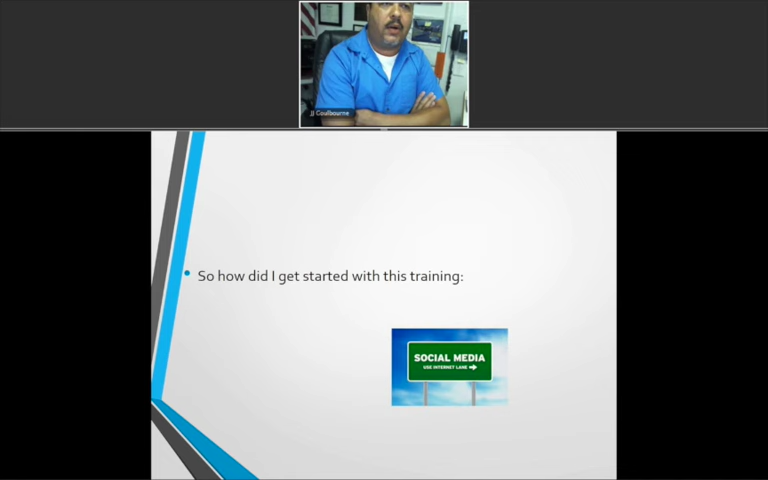 JJ Coulbourne
So how did I get started with this training:
SOCIAL MEDIA
USE INTERNET LANE